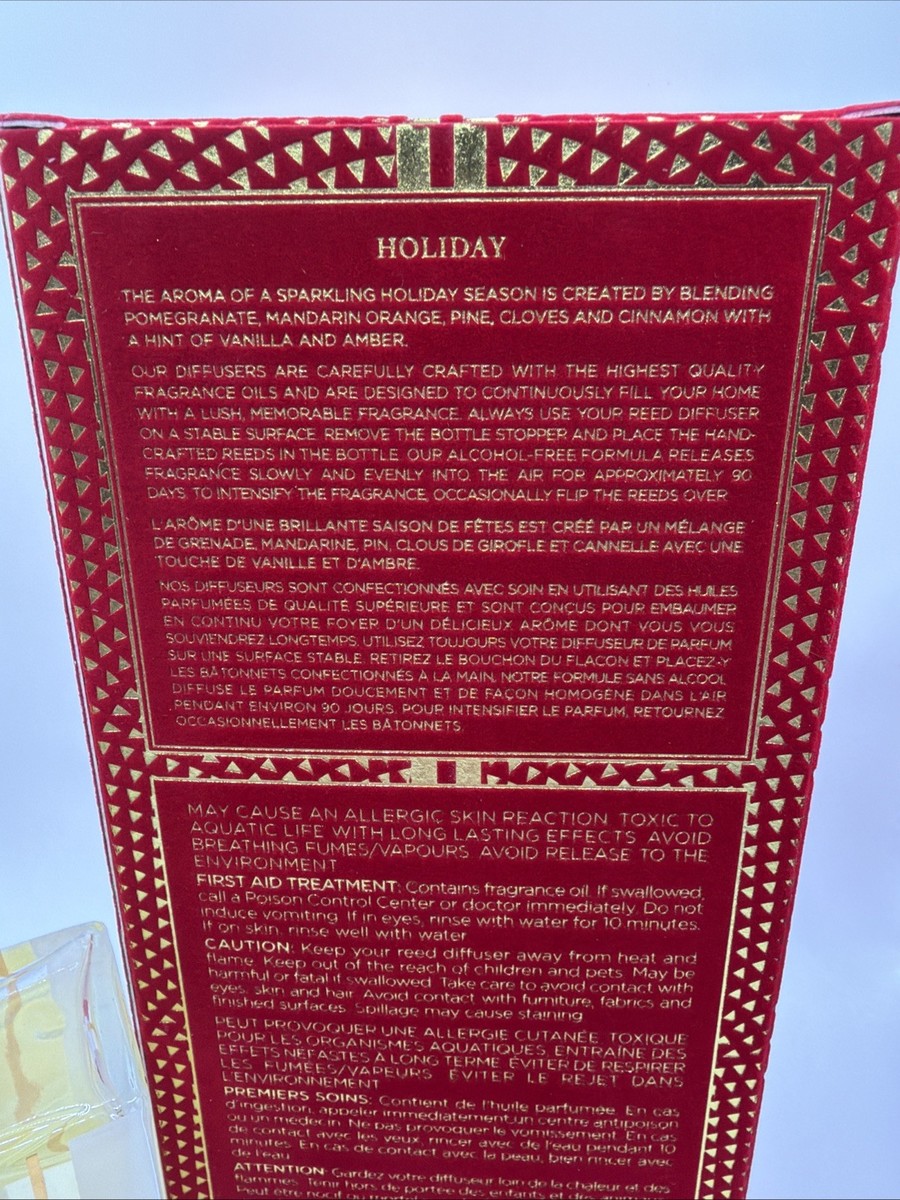 HOLIDAY
THE AROMA OF A SPARKLING HOLIDAY SEASON IS CREATED BY BLENDING
POMEGRANATE, MANDARIN ORANGE, PINE, CLOVES AND CINNAMON WITH
A HINT OF VANILLA AND AMBER.
OUR DIFFUSERS ARE CAREFULLY CRAFTED WITH THE HIGHEST QUALITY
FRAGRANCE OILS AND ARE DESIGNED TO CONTINUOUSLY FILL YOUR HOME
WITH A LUSH, MEMORABLE FRAGRANCE. ALWAYS USE YOUR REED DIFFUSER
ON A STABLE SURFACE. REMOVE THE BOTTLE STOPPER AND PLACE THE HAND-
CRAFTED REEDS IN THE BOTTLE. OUR ALCOHOL-FREE FORMULA RELEASES
FRAGRANCE SLOWLY AND EVENLY INTO THE AIR FOR APPROXIMATELY 90
DAYS. TO INTENSIFY THE FRAGRANCE, OCCASIONALLY FLIP THE REEDS OVER.
L'ARÔME D'UNE BRILLANTE SAISON DE FÊTES EST CRÉÉ PAR UN MÉLANGE
DE GRENADE, MANDARINE, PIN, CLOUS DE GIROFLE ET CANNELLE AVEC UNE
TOUCHE DE VANILLE ET D'AMBRE.
NOS DIFFUSEURS SONT CONFECTIONNÉS AVEC SOIN EN UTILISANT DES HUILES
PARFUMÉES DE QUALITÉ SUPÉRIEURE ET SONT CONÇUS POUR EMBAUMER
EN CONTINU VOTRE FOYER D'UN DÉLICIEUX ARÔME DONT VOUS VOUS
SOUVIENDREZ LONGTEMPS. UTILISEZ TOUJOURS VOTRE DIFFUSEUR DE PARFUM
SUR UNE SURFACE STABLE. RETIREZ LE BOUCHON DU FLACON ET PLACEZ-Y
LES BÂTONNETS CONFECTIONNÉS À LA MAIN. NOTRE FORMULE SANS ALCOOL
DIFFUSE LE PARFUM DOUCEMENT ET DE FAÇON HOMOGÈNE DANS L'AIR
PENDANT ENVIRON 90 JOURS. POUR INTENSIFIER LE PARFUM, RETOURNEZ
OCCASIONNELLEMENT LES BÂTONNETS.
MAY CAUSE AN ALLERGIC SKIN REACTION. TOXIC TO
AQUATIC LIFE WITH LONG LASTING EFFECTS. AVOID
BREATHING FUMES/VAPOURS. AVOID RELEASE TO THE
ENVIRONMENT.
FIRST AID TREATMENT: Contains fragrance oil. If swallowed,
call a Poison Control Center or doctor immediately. Do not
induce vomiting. If in eyes, rinse with water for 10 minutes.
If on skin, rinse well with water.
CAUTION: Keep your reed diffuser away from heat and
flame. Keep out of the reach of children and pets. May be
harmful or fatal if swallowed. Take care to avoid contact with
eyes, skin and hair. Avoid contact with furniture, fabrics and
finished surfaces. Spillage may cause staining.
PEUT PROVOQUER UNE ALLERGIE CUTANÉE. TOXIQUE
POUR LES ORGANISMES AQUATIQUES, ENTRAÎNE DES
EFFETS NÉFASTES À LONG TERME. ÉVITER DE RESPIRER
LES FUMÉES/VAPEURS. ÉVITER LE REJET DANS
L'ENVIRONNEMENT.
PREMIERS SOINS: Contient de l'huile parfumée. En cas
d'ingestion, appeler immédiatement un centre antipoison
ou un médecin. Ne pas provoquer le vomissement. En cas
de contact avec les yeux, rincer avec de l'eau pendant 10
minutes. En cas de contact avec la peau, bien rincer avec
de l'eau.
ATTENTION: Gardez votre diffuseur loin de la chaleur et des
flammes. Tenir hors de portée des enfants et des animaux.
Peut être nocif ou mortel